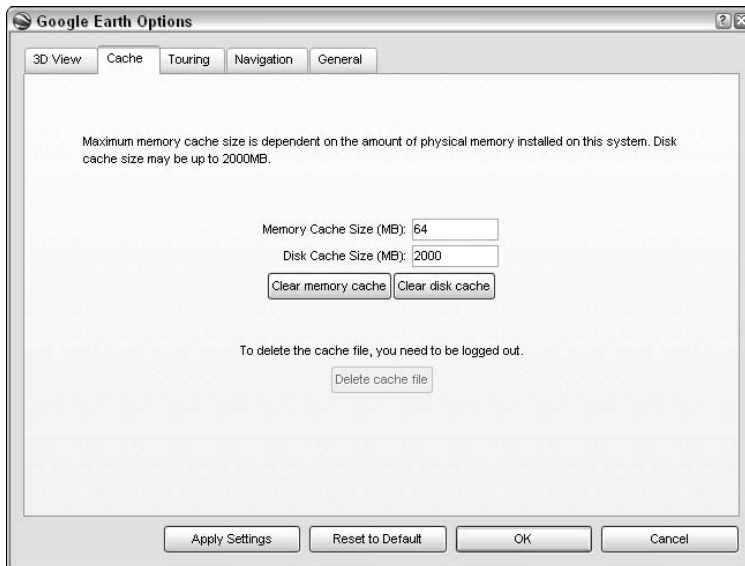 Google Earth Options
3D View
Cache
Touring
Navigation
General
Maximum memory cache size is dependent on the amount of physical memory installed on this system. Disk
cache size may be up to 2000MB.
Memory Cache Size (MB): 64
Disk Cache Size (MB): 2000
Clear memory cache Clear disk cache
To delete the cache file, you need to be logged out.
Delete cache file
Apply Settings Reset to Default OK Cancel